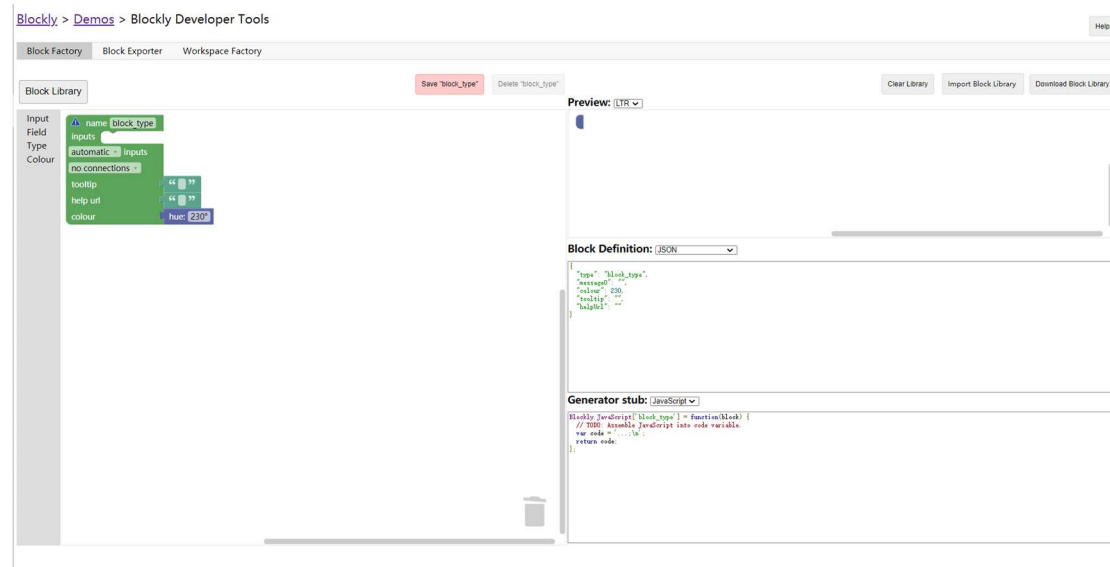 Blockly > Demos > Blockly Developer Tools
Help
Block Factory Block Exporter Workspace Factory
Block Library
Save "block_type"
Delete "block_type"
Clear Library
Import Block Library
Download Block Library
Input
Field
Type
Colour
name block_type
inputs
automatic inputs
no connections
tooltip “ ”
help url “ ”
colour hue: 230°
Preview: LTR
Block Definition: JSON
{
"type": "block_type",
"message0": "",
"colour": 230,
"tooltip": "",
"helpUrl": ""
}
Generator stub: JavaScript
Blockly.JavaScript['block_type'] = function(block) {
// TODO: Assemble JavaScript into code variable.
var code = '...;\n';
return code;
};